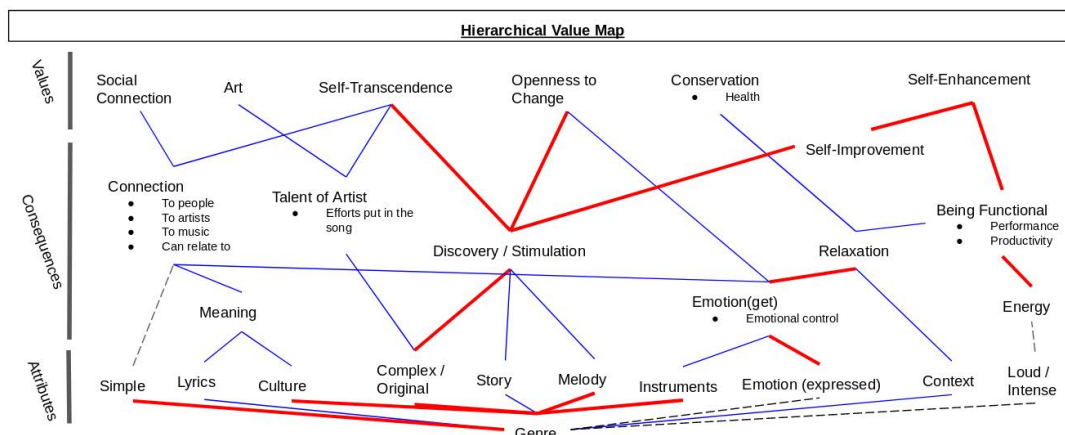 Hierarchical Value Map
Values
Social
Connection
Art
Self-Transcendence
Openness to
Change
Conservation
● Health
Self-Enhancement
Self-Improvement
Consequences
Connection
● To people
● To artists
● To music
● Can relate to
Talent of Artist
● Efforts put in the
song
Discovery / Stimulation
Relaxation
Being Functional
● Performance
● Productivity
Meaning
Emotion(get)
● Emotional control
Energy
Attributes
Simple
Lyrics
Culture
Complex /
Original
Story
Melody
Instruments
Emotion (expressed)
Context
Loud /
Intense
Genre